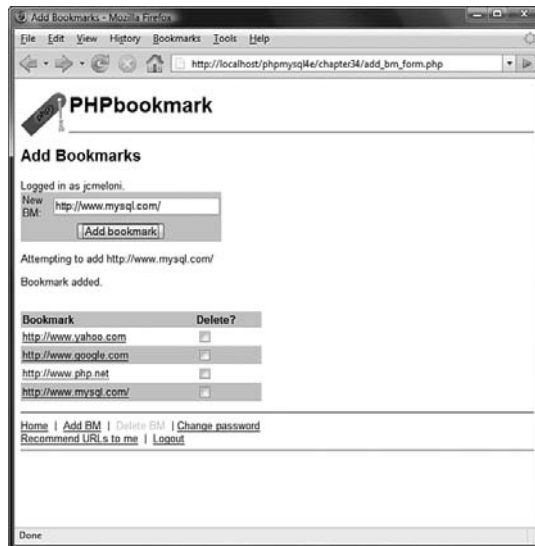 Add Bookmarks - Mozilla Firefox
File Edit View History Bookmarks Tools Help
http://localhost/phpmysql4e/chapter34/add_bm_form.php
php
PHPbookmark
Add Bookmarks
Logged in as jcmeloni.
New BM: http://www.mysql.com/
Add bookmark
Attempting to add http://www.mysql.com/
Bookmark added.
Bookmark Delete?
http://www.yahoo.com
http://www.google.com
http://www.php.net
http://www.mysql.com/
Home | Add BM | Delete BM | Change password
Recommend URLs to me | Logout
Done